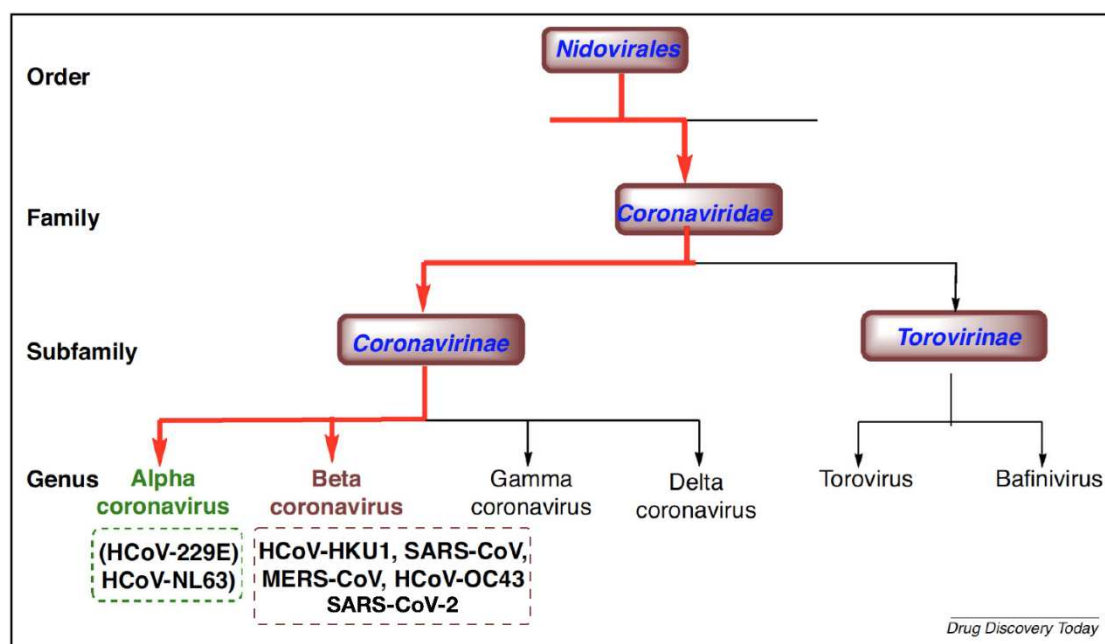 Nidovirales
Order
Family
Coronaviridae
Subfamily
Coronavirinae
Torovirinae
Genus
Alpha
coronavirus
Beta
coronavirus
Gamma
coronavirus
Delta
coronavirus
Torovirus
Bafinivirus
(HCoV-229E)
HCoV-NL63)
HCoV-HKU1, SARS-CoV,
MERS-CoV, HCoV-OC43
SARS-CoV-2
Drug Discovery Today